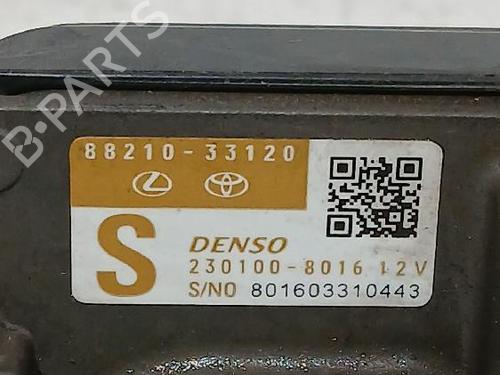 B-PARTS
88210-33120
S
DENSO
230100-8016 12V
S/NO 801603310443